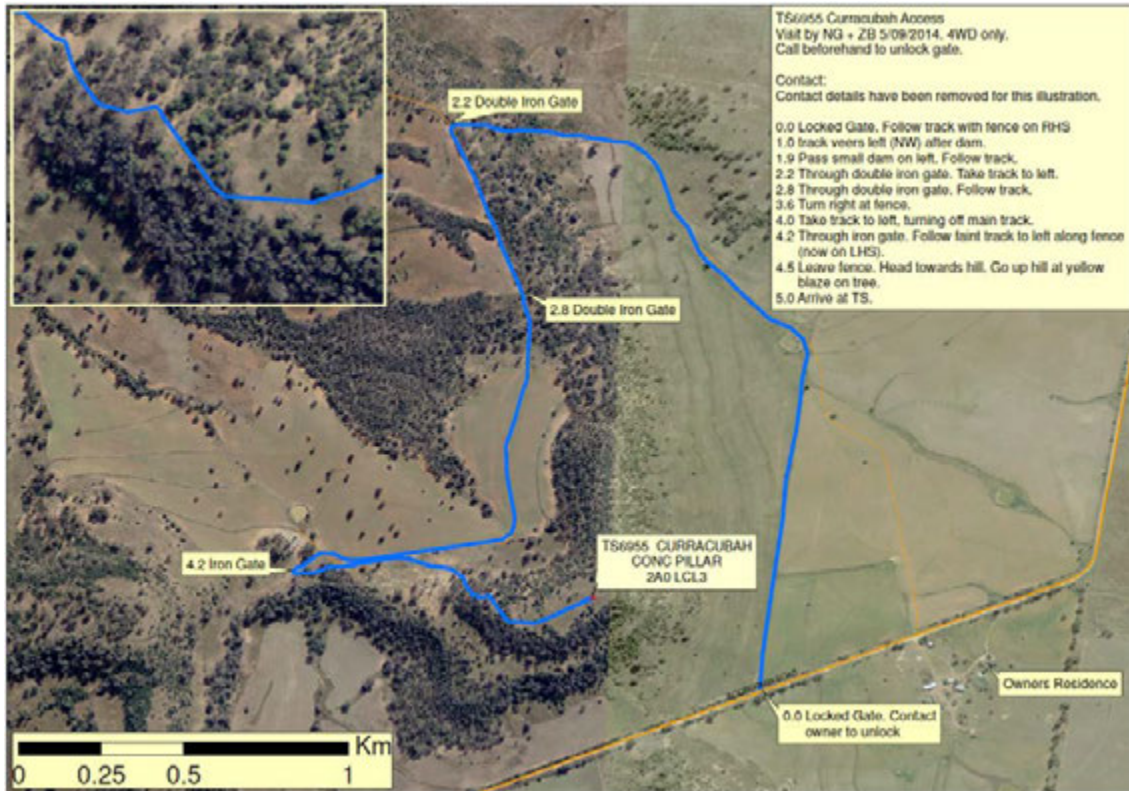 TS6955 Curracubah Access
Visit by NG + ZB 5/09/2014. 4WD only.
Call beforehand to unlock gate.
Contact:
Contact details have been removed for this illustration.
0.0 Locked Gate. Follow track with fence on RHS
1.0 track veers left (NW) after dam.
1.9 Pass small dam on left. Follow track.
2.2 Through double iron gate. Take track to left.
2.8 Through double iron gate. Follow track.
3.6 Turn right at fence.
4.0 Take track to left, turning off main track.
4.2 Through iron gate. Follow faint track to left along fence
(now on LHS).
4.5 Leave fence. Head towards hill. Go up hill at yellow
blaze on tree.
5.0 Arrive at TS.
2.2 Double Iron Gate
2.8 Double Iron Gate
4.2 Iron Gate
TS6955 CURRACUBAH
CONC PILLAR
2A0 LCL3
Owners Residence
0.0 Locked Gate. Contact
owner to unlock
Km
0 0.25 0.5 1